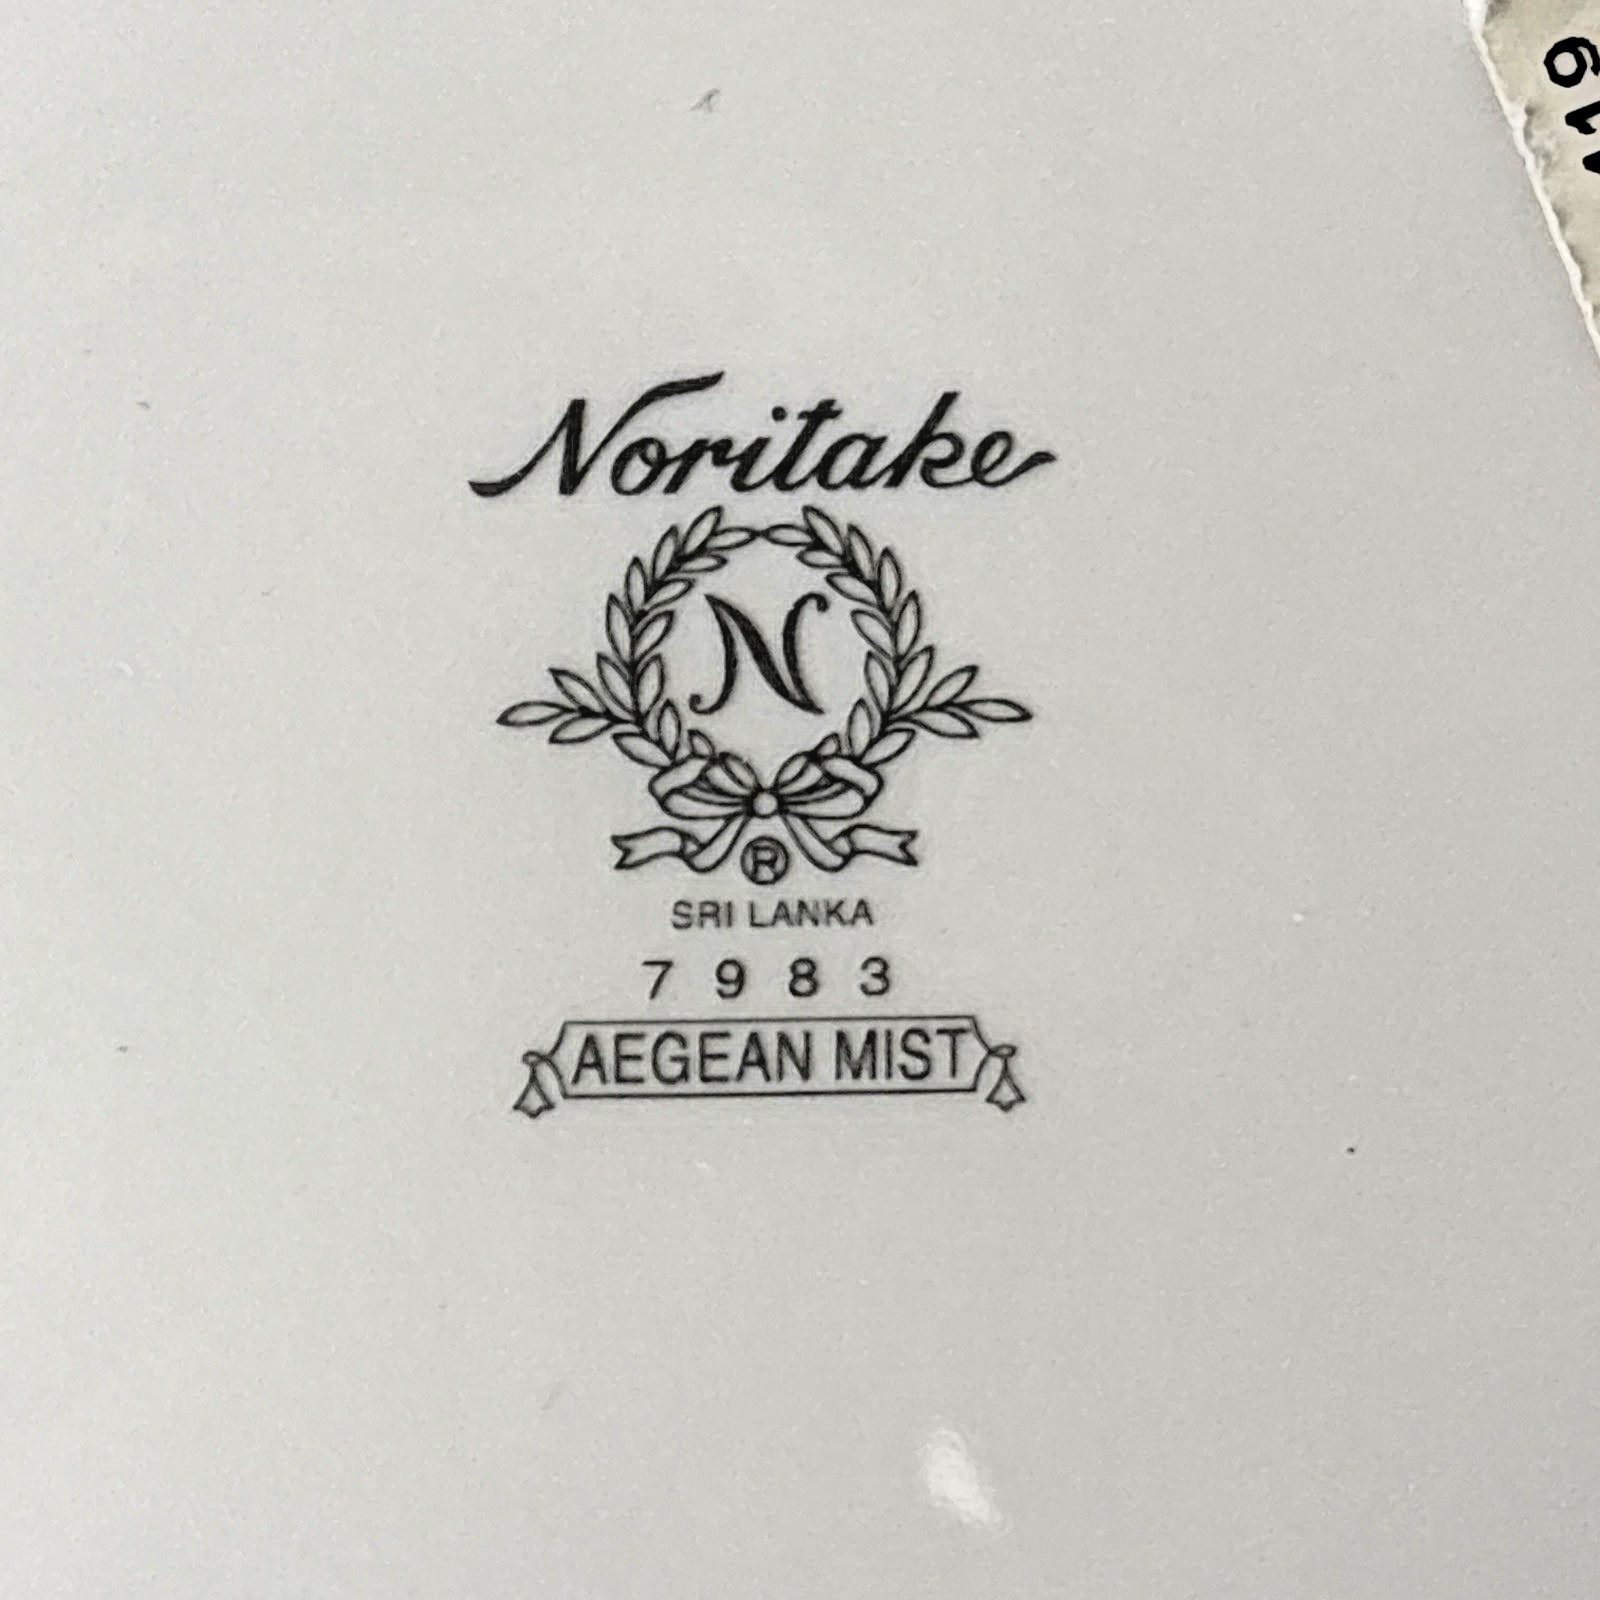 Noritake
N
®
SRI LANKA
7983
AEGEAN MIST